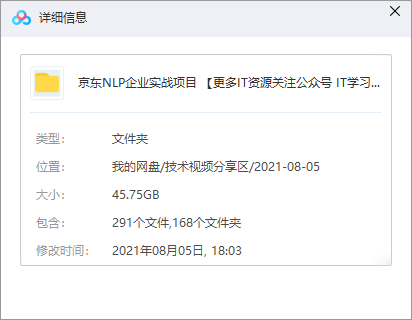 详细信息
京东NLP企业实战项目 【更多IT资源关注公众号 IT学习...
类型: 文件夹
位置: 我的网盘/技术视频分享区/2021-08-05
大小: 45.75GB
包含: 291个文件,168个文件夹
修改时间: 2021年08月05日, 18:03